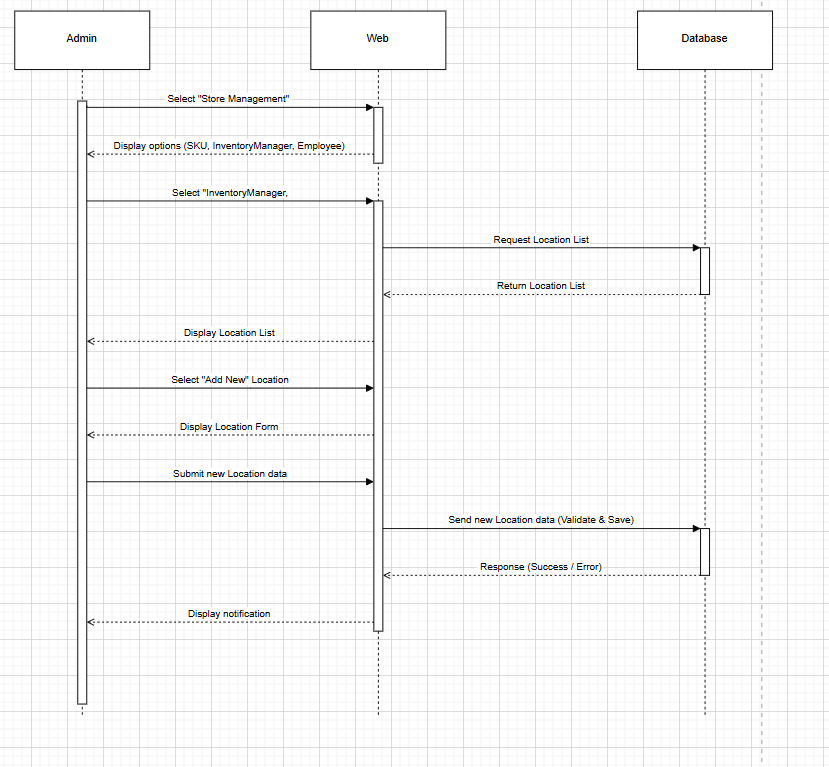 Admin
Web
Database
Select "Store Management"
Display options (SKU, InventoryManager, Employee)
Select "InventoryManager,
Request Location List
Return Location List
Display Location List
Select "Add New" Location
Display Location Form
Submit new Location data
Send new Location data (Validate & Save)
Response (Success / Error)
Display notification